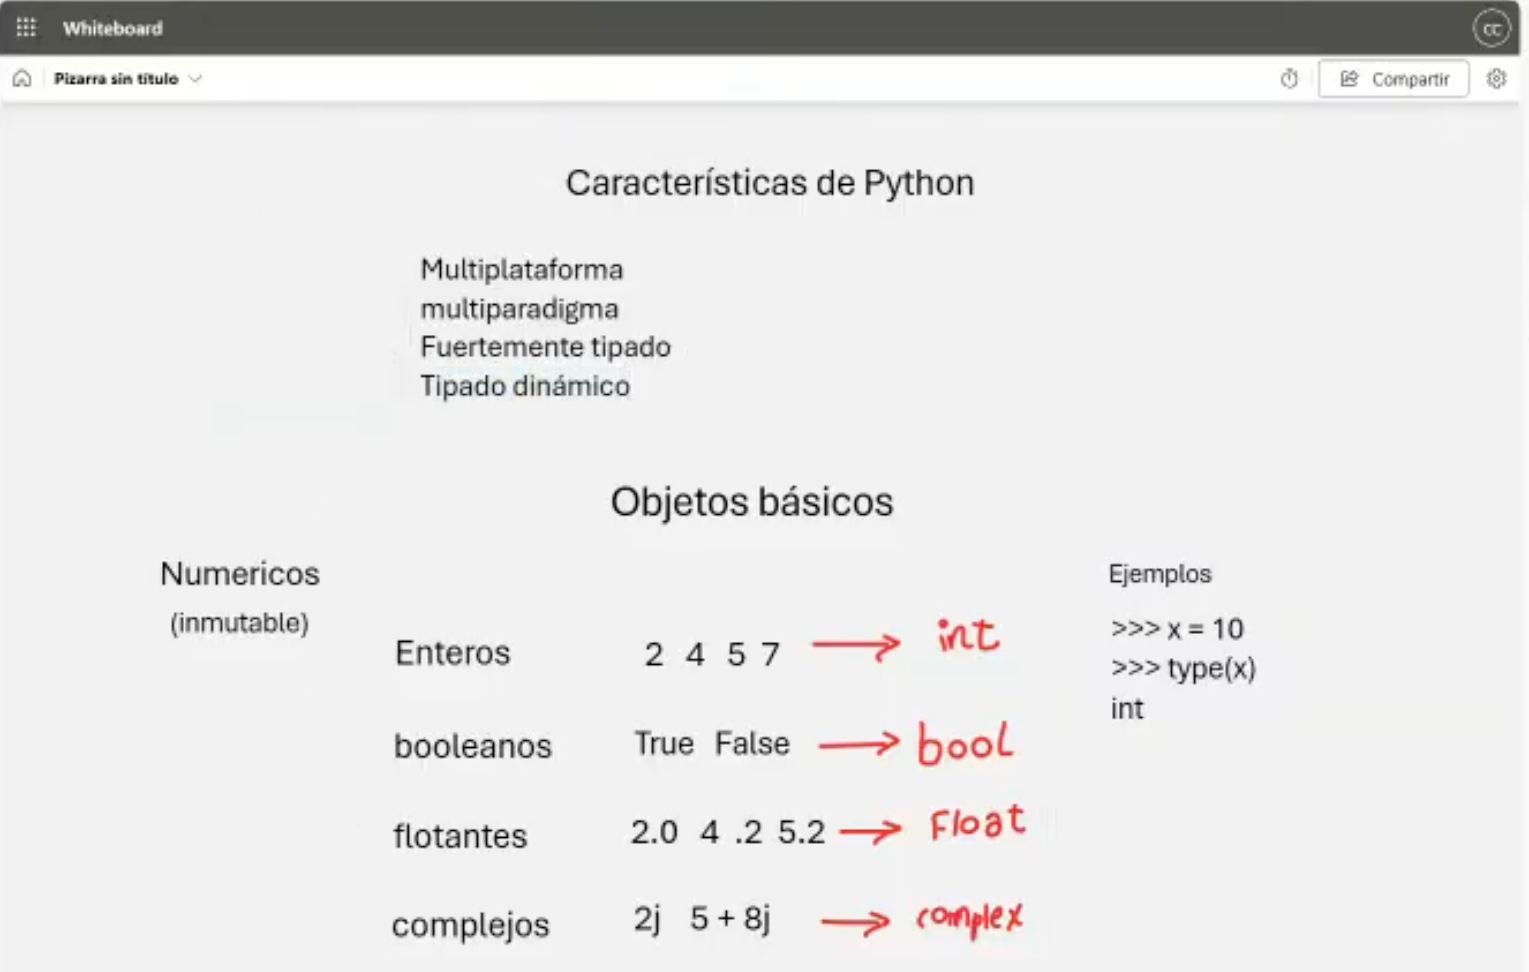 Whiteboard
CC
Pizarra sin título
Compartir
Características de Python
Multiplataforma
multiparadigma
Fuertemente tipado
Tipado dinámico
Objetos básicos
Numericos
(inmutable)
Enteros 2 4 5 7 int
booleanos True False bool
flotantes 2.0 4 .2 5.2 Float
complejos 2j 5 + 8j complex
Ejemplos
>>> x = 10
>>> type(x)
int